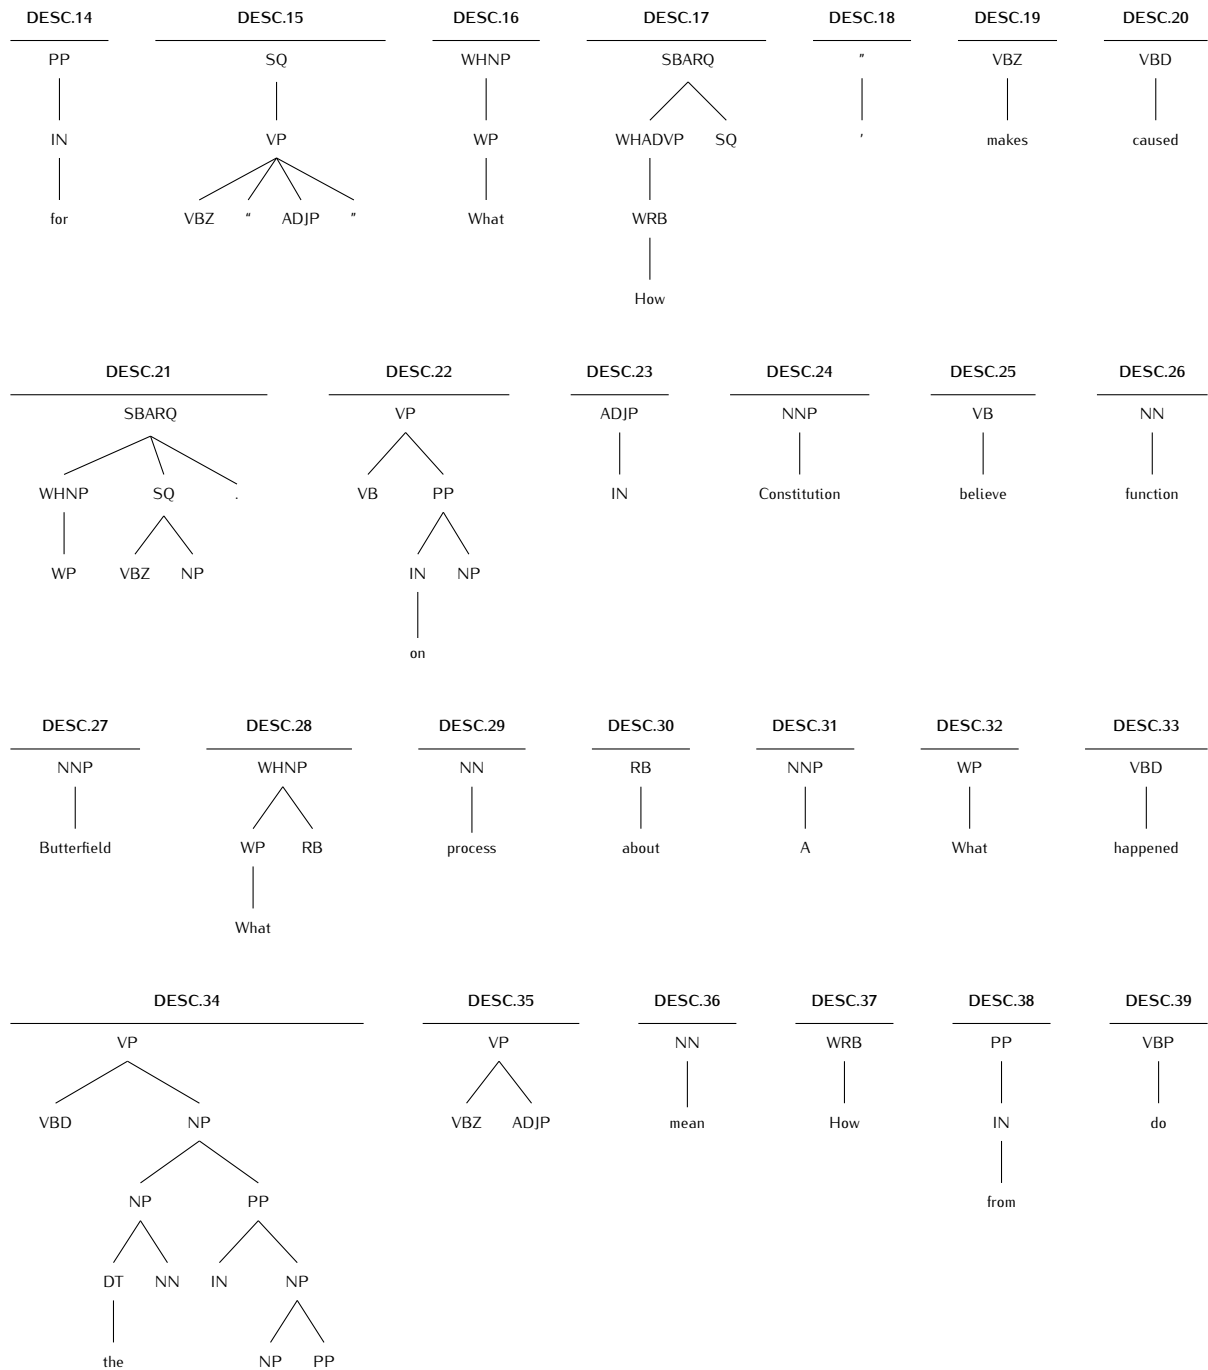 DESC.14 DESC.15 DESC.16 DESC.17 DESC.18 DESC.19 DESC.20
PP SQ WHNP SBARQ ” VBZ VBD
IN VP WP WHADVP SQ ’ makes caused
for VBZ “ ADJP ” What WRB
How
DESC.21 DESC.22 DESC.23 DESC.24 DESC.25 DESC.26
SBARQ VP ADJP NNP VB NN
WHNP SQ . VB PP IN Constitution believe function
WP VBZ NP IN NP
on
DESC.27 DESC.28 DESC.29 DESC.30 DESC.31 DESC.32 DESC.33
NNP WHNP NN RB NNP WP VBD
Butterfield WP RB process about A What happened
What
DESC.34 DESC.35 DESC.36 DESC.37 DESC.38 DESC.39
VP VP NN WRB PP VBP
VBD NP VBZ ADJP mean How IN do
NP PP from
DT NN IN NP
the NP PP